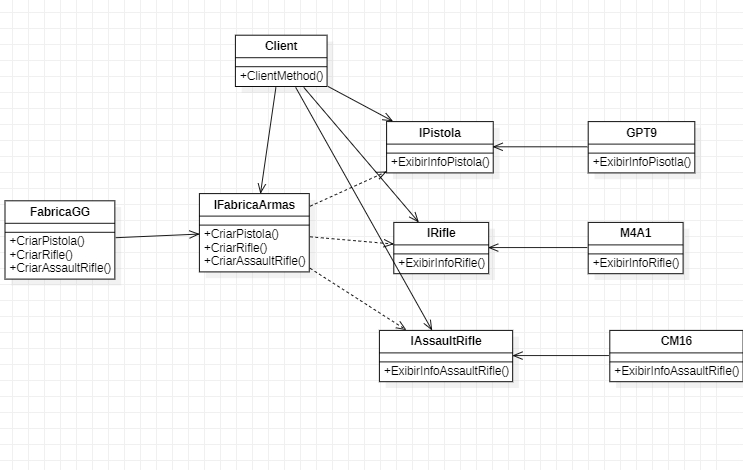 Client
+ClientMethod()
IPistola
+ExibirInfoPistola()
GPT9
+ExibirInfoPisotla()
FabricaGG
+CriarPistola()
+CriarRifle()
+CriarAssaultRifle()
IFabricaArmas
+CriarPistola()
+CriarRifle()
+CriarAssaultRifle()
IRifle
+ExibirInfoRifle()
M4A1
+ExibirInfoRifle()
IAssaultRifle
+ExibirInfoAssaultRifle()
CM16
+ExibirInfoAssaultRifle()